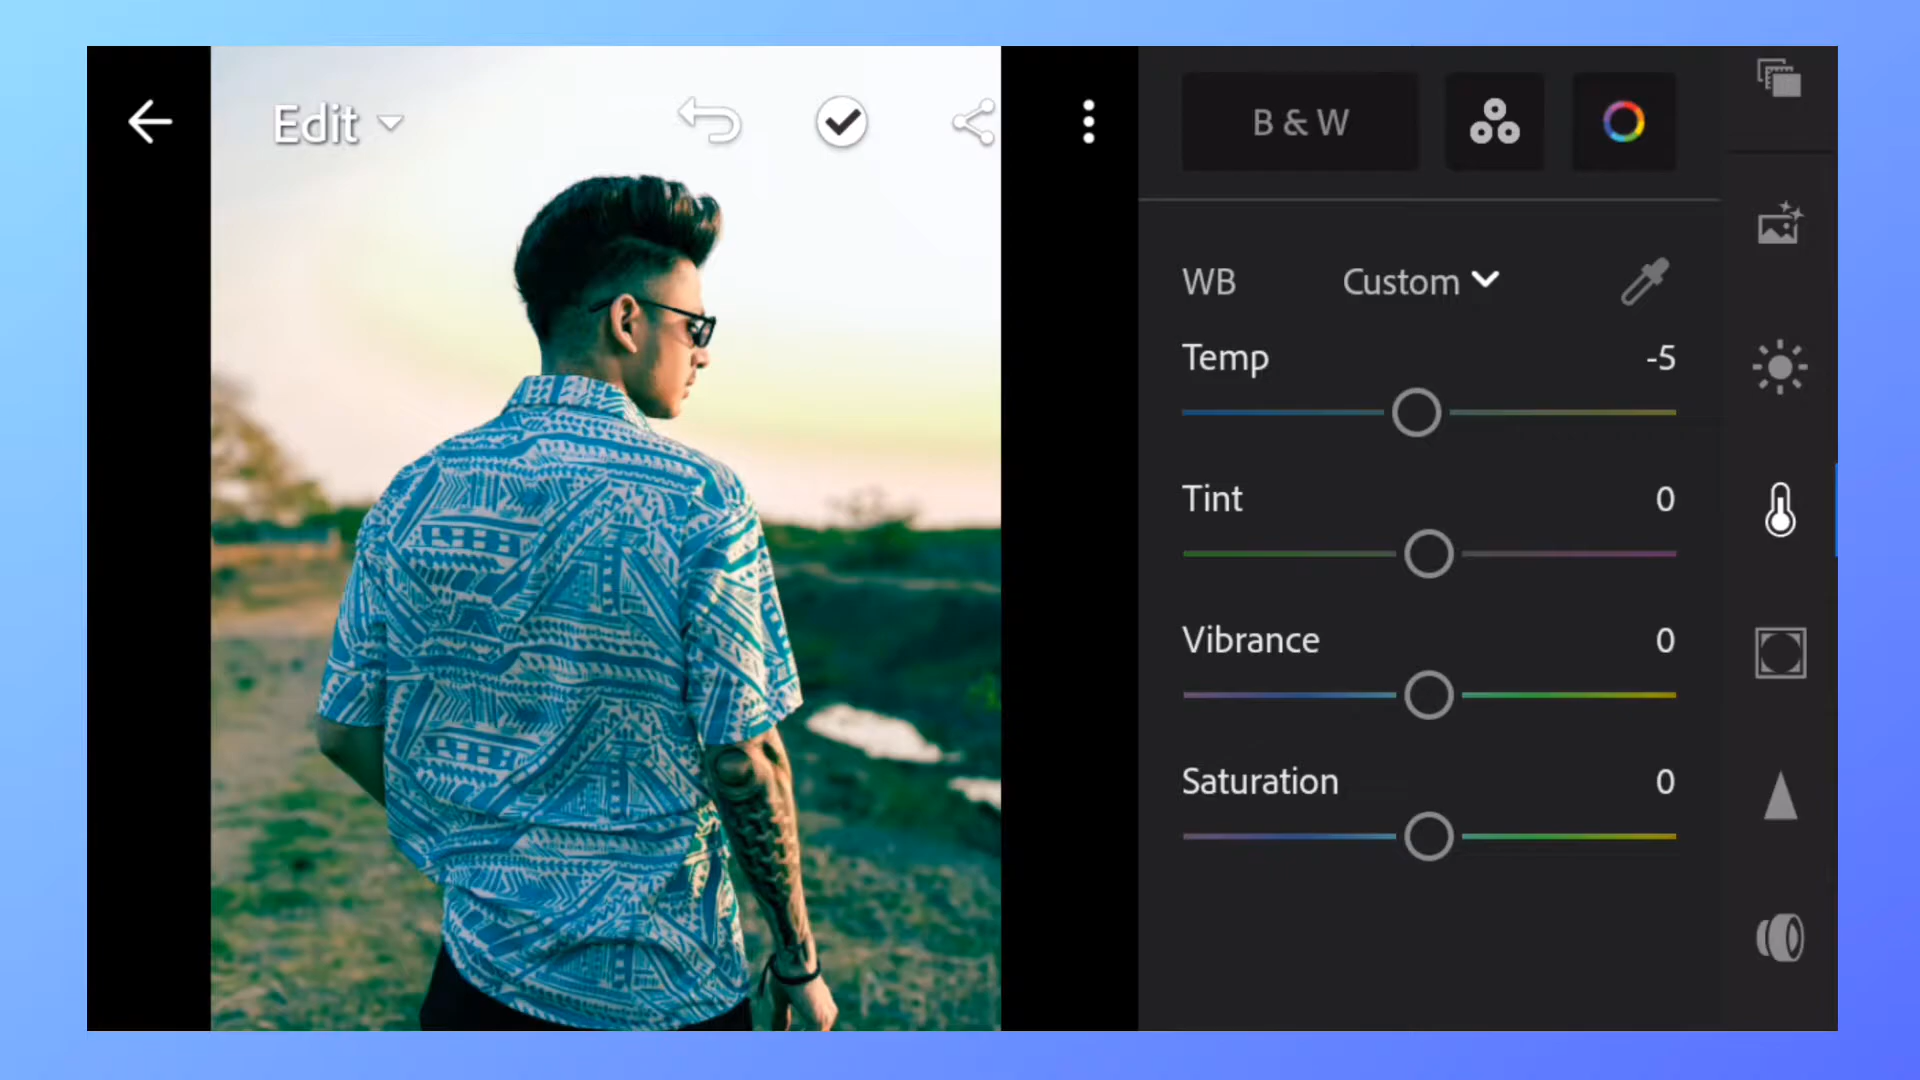 Edit
B & W
WB Custom
Temp -5
Tint 0
Vibrance 0
Saturation 0